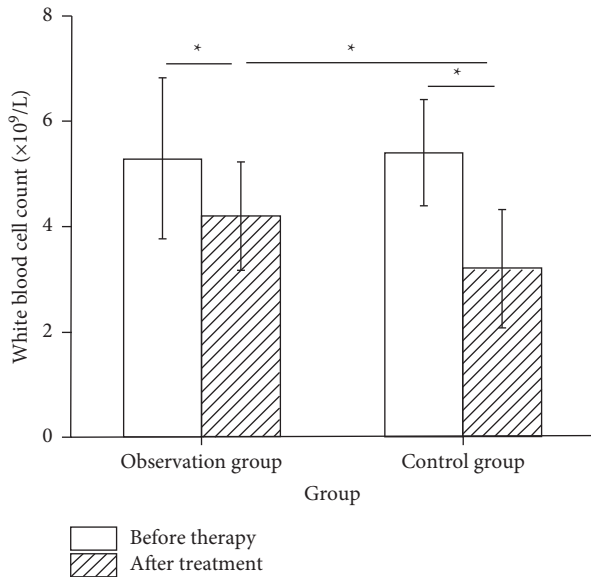 8
6
4
2
0
White blood cell count (×10⁹/L)
*
*
*
Observation group
Control group
Group
Before therapy
After treatment